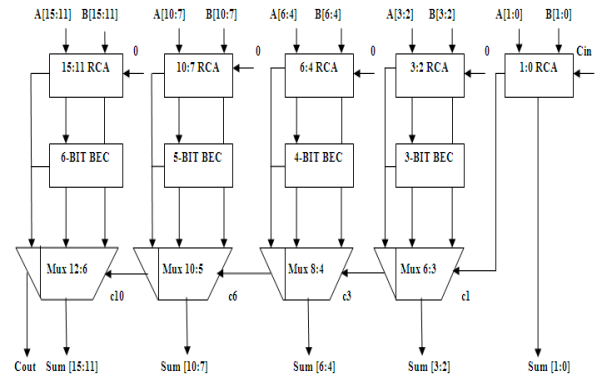 A[15:11] B[15:11] A[10:7] B[10:7] A[6:4] B[6:4] A[3:2] B[3:2] A[1:0] B[1:0]
0 0 0 0 Cin
15:11 RCA 10:7 RCA 6:4 RCA 3:2 RCA 1:0 RCA
6-BIT BEC 5-BIT BEC 4-BIT BEC 3-BIT BEC
Mux 12:6 Mux 10:5 Mux 8:4 Mux 6:3
c10 c6 c3 c1
Cout Sum [15:11] Sum [10:7] Sum [6:4] Sum [3:2] Sum [1:0]